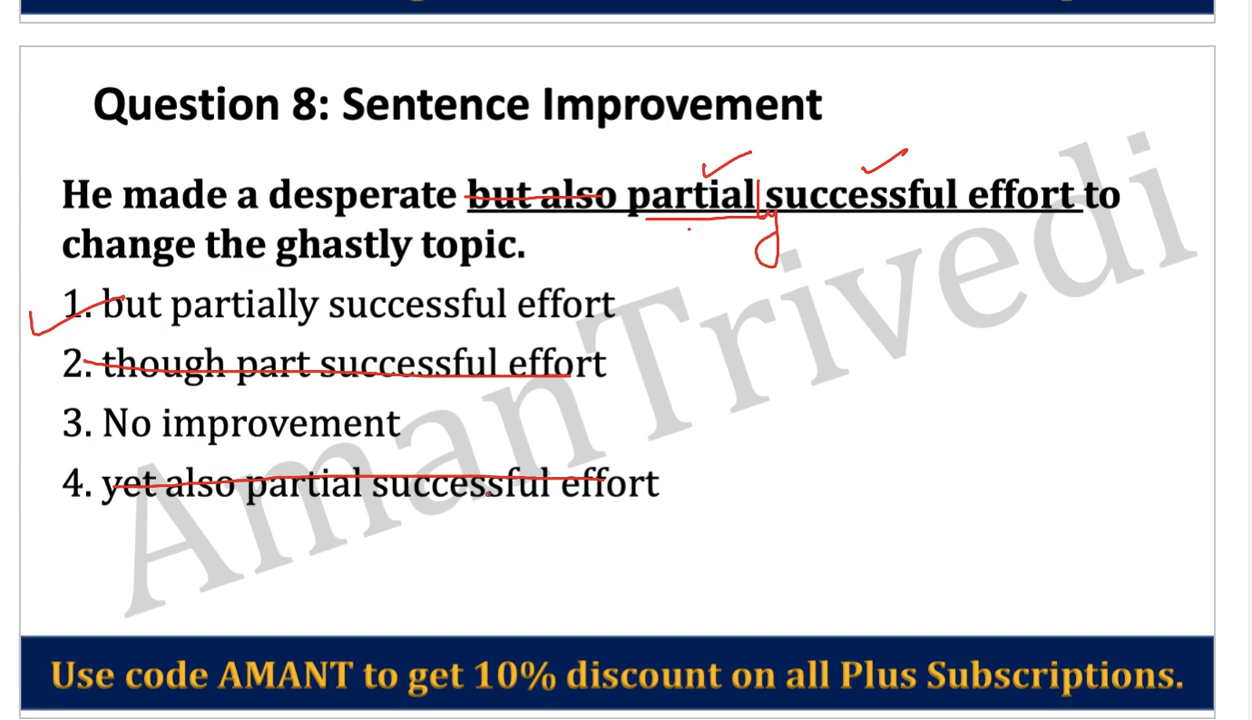 Question 8: Sentence Improvement
He made a desperate but also partial successful effort to
ly
change the ghastly topic.
1. but partially successful effort
2. though part successful effort
3. No improvement
4. yet also partial successful effort
AmanTrivedi
Use code AMANT to get 10% discount on all Plus Subscriptions.